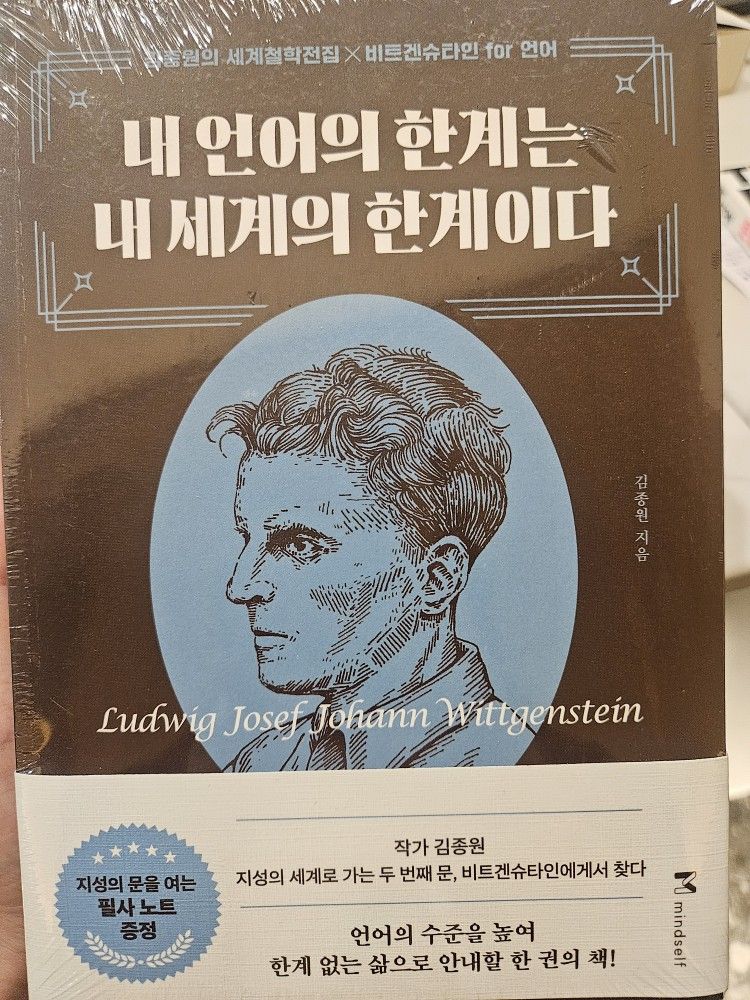 김종원의 세계철학전집×비트겐슈타인 for 언어
내 언어의 한계는
내 세계의 한계이다
김종원 지음
Ludwig Josef Johann Wittgenstein
지성의 문을 여는
필사 노트
증정
작가 김종원
지성의 세계로 가는 두 번째 문, 비트겐슈타인에게서 찾다
언어의 수준을 높여
한계 없는 삶으로 안내할 한 권의 책!
mindself